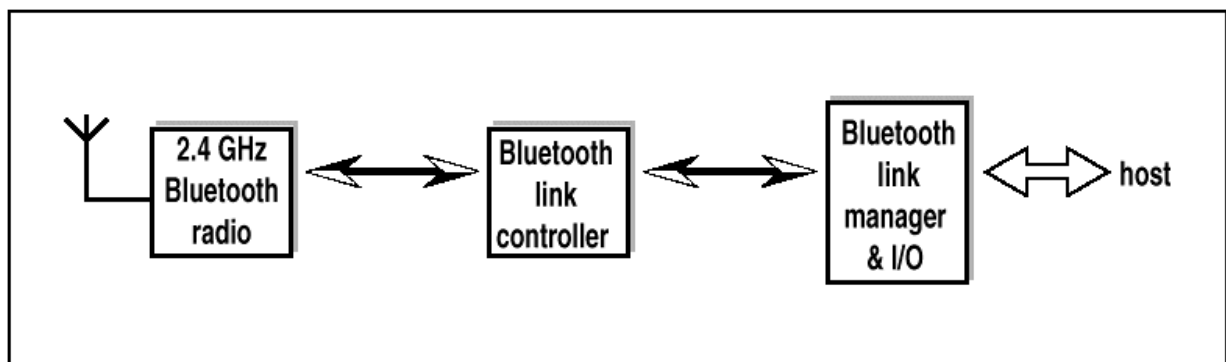 2.4 GHz
Bluetooth
radio
Bluetooth
link
controller
Bluetooth
link
manager
& I/O
host